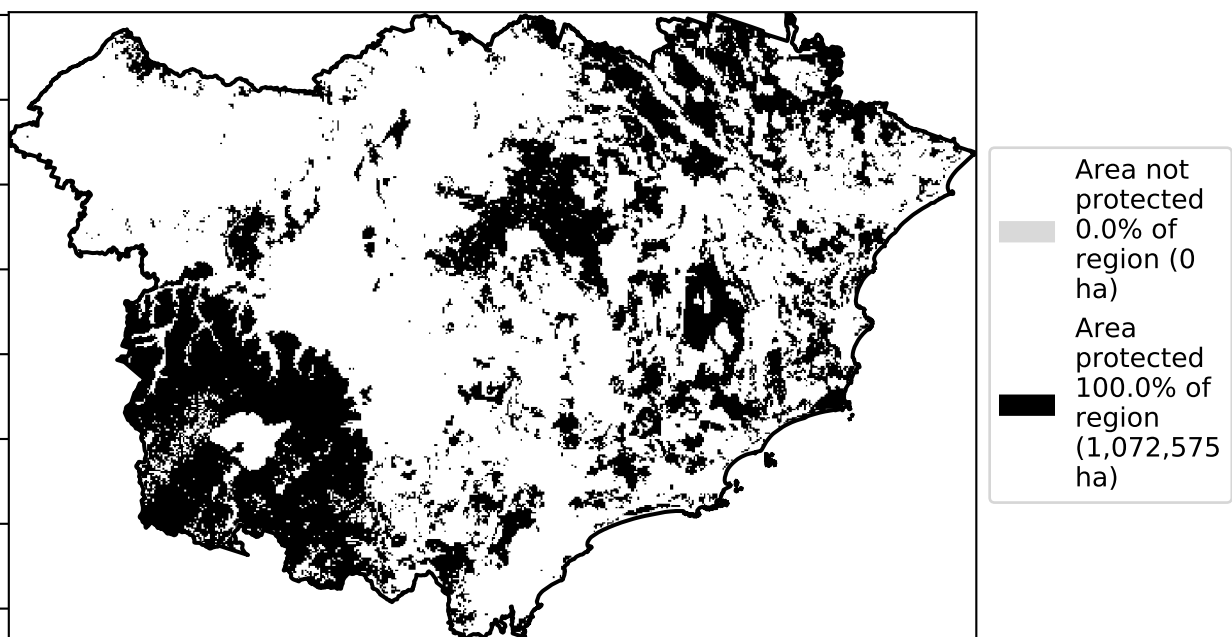 Area not
protected
0.0% of
region (0
ha)
Area
protected
100.0% of
region
(1,072,575
ha)